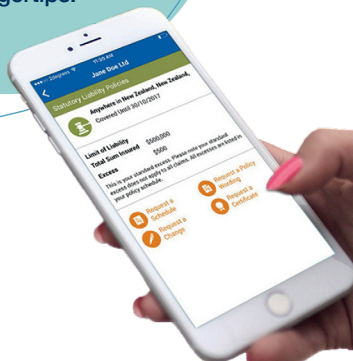 gertips.
2degrees 11:20 AM
Jane Doe Ltd
Statutory Liability Policies
Anywhere in New Zealand, New Zealand,
Covered Until 30/10/2017
Limit of Liability
Total Sum Insured $500,000
Excess $500
This is your standard excess. Please note your standard
excess does not apply to all claims. All excesses are listed in
your policy schedule.
Request a
Schedule
Request a Policy
Wording
Request a
Change
Request a
Certificate